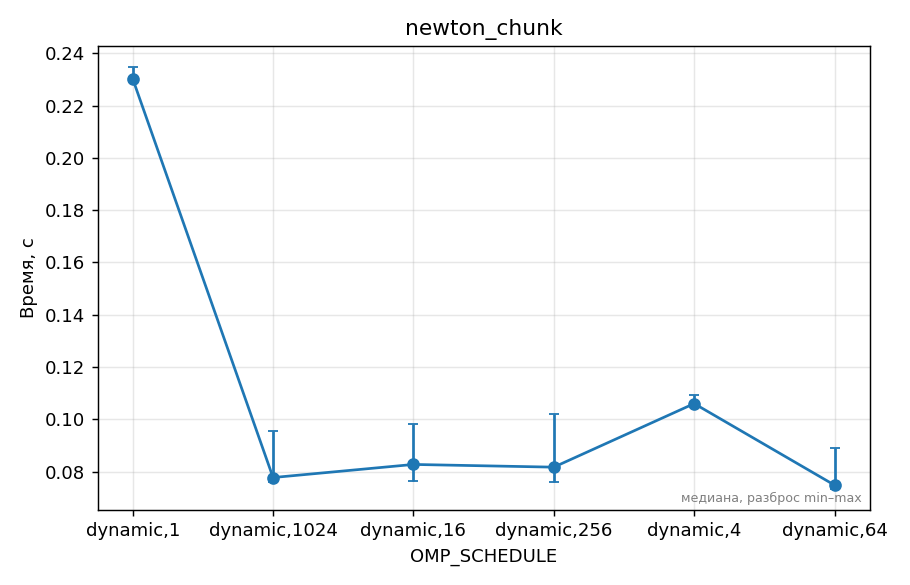 newton_chunk
Время, с
0.24
0.22
0.20
0.18
0.16
0.14
0.12
0.10
0.08
медиана, разброс min–max
dynamic,1 dynamic,1024 dynamic,16 dynamic,256 dynamic,4 dynamic,64
OMP_SCHEDULE